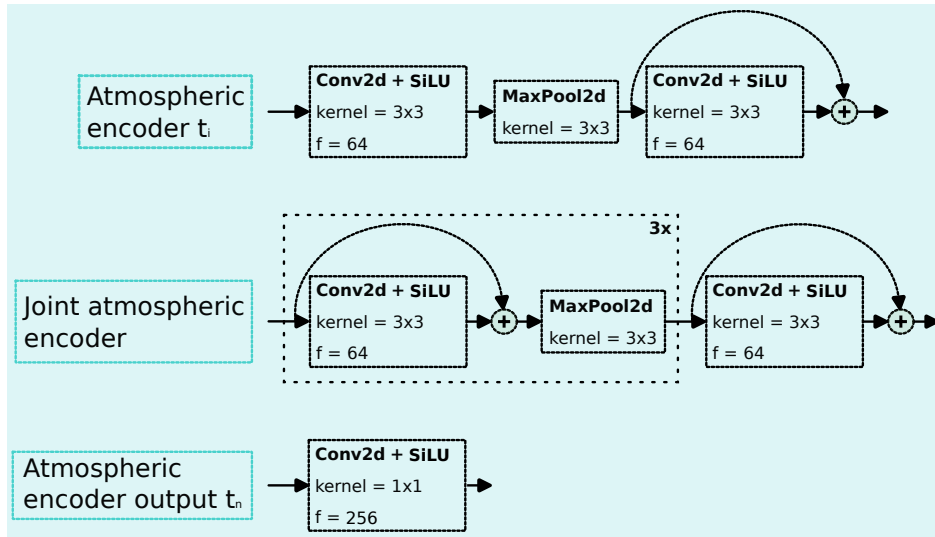 Atmospheric
encoder tᵢ
Conv2d + SiLU
kernel = 3x3
f = 64
MaxPool2d
kernel = 3x3
Conv2d + SiLU
kernel = 3x3
f = 64
+
Joint atmospheric
encoder
3x
Conv2d + SiLU
kernel = 3x3
f = 64
+
MaxPool2d
kernel = 3x3
Conv2d + SiLU
kernel = 3x3
f = 64
+
Atmospheric
encoder output tₙ
Conv2d + SiLU
kernel = 1x1
f = 256